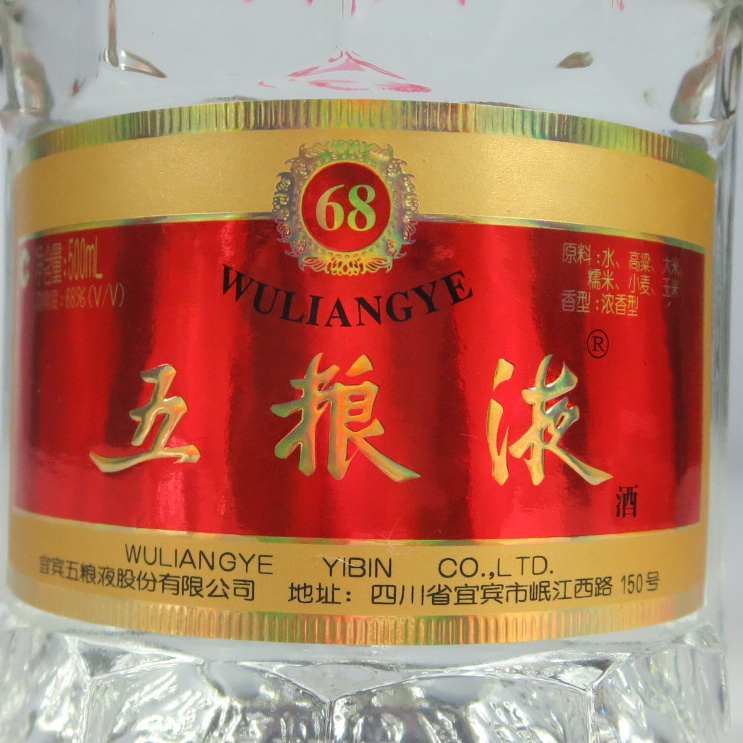 68
WULIANGYE
净含量:500mL
酒精度:68%(V/V)
原料:水、高粱、大米、
糯米、小麦、玉米
香型:浓香型
五粮液®
酒
WULIANGYE YIBIN CO.,LTD.
宜宾五粮液股份有限公司 地址: 四川省宜宾市岷江西路 150号